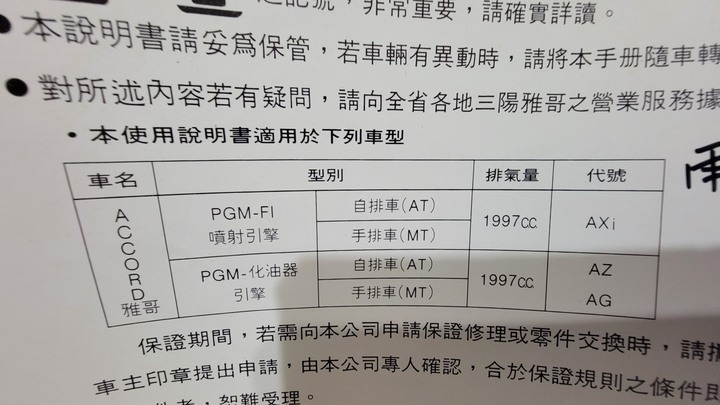 之記號，非常重要，請確實詳讀。
●本說明書請妥為保管，若車輛有異動時，請將本手册隨車轉
●對所述內容若有疑問，請向全省各地三陽雅哥之營業服務據
•本使用說明書適用於下列車型
車名 型別 排氣量 代號
ACCORD 雅哥
PGM-FI 噴射引擎 自排車(AT) 手排車(MT) 1997C.C. AXi
PGM-化油器引擎 自排車(AT) 手排車(MT) 1997C.C. AZ AG
保證期間，若需向本公司申請保證修理或零件交換時，請
車主印章提出申請，由本公司專人確認，合於保證規則之條件
者，恕難受理。